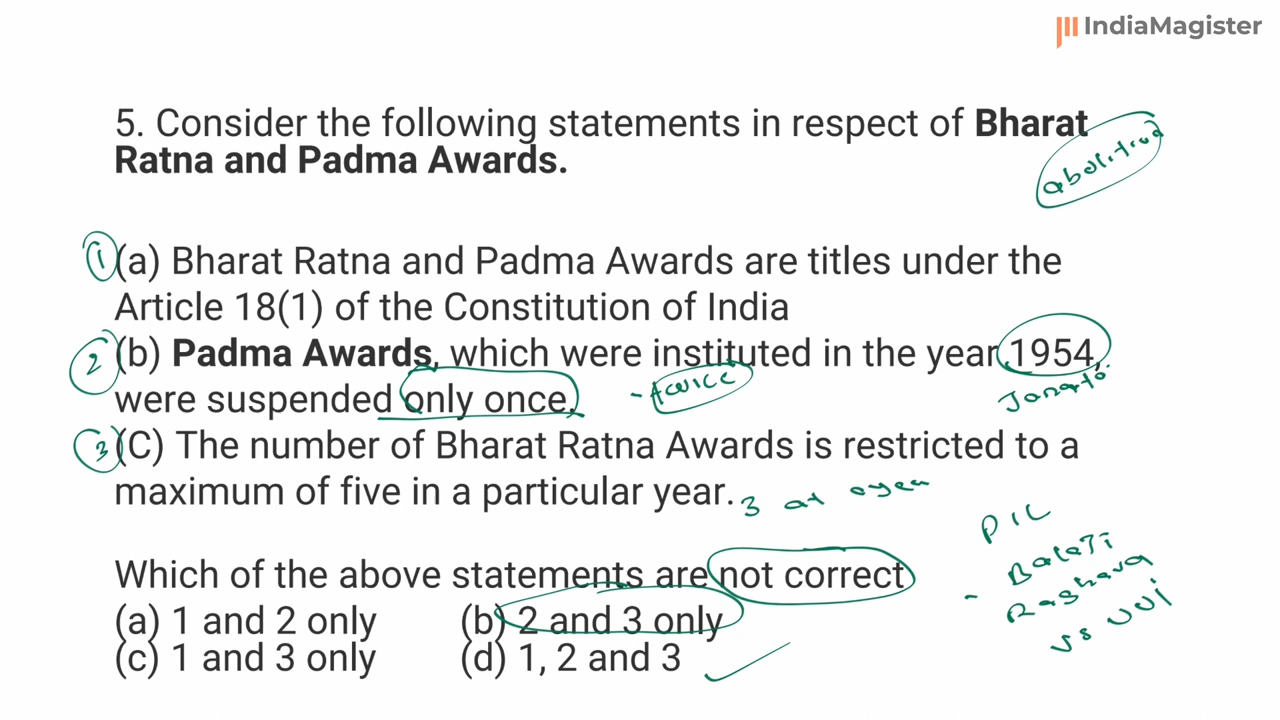 IndiaMagister
5. Consider the following statements in respect of Bharat
Ratna and Padma Awards.
abolition
1 (a) Bharat Ratna and Padma Awards are titles under the
Article 18(1) of the Constitution of India
2 (b) Padma Awards, which were instituted in the year 1954,
were suspended only once. - twice
3 (C) The number of Bharat Ratna Awards is restricted to a
maximum of five in a particular year. 3 at
PIL
- Balaji
Raghava
vs UOI
Which of the above statements are not correct
(a) 1 and 2 only (b) 2 and 3 only
(c) 1 and 3 only (d) 1, 2 and 3